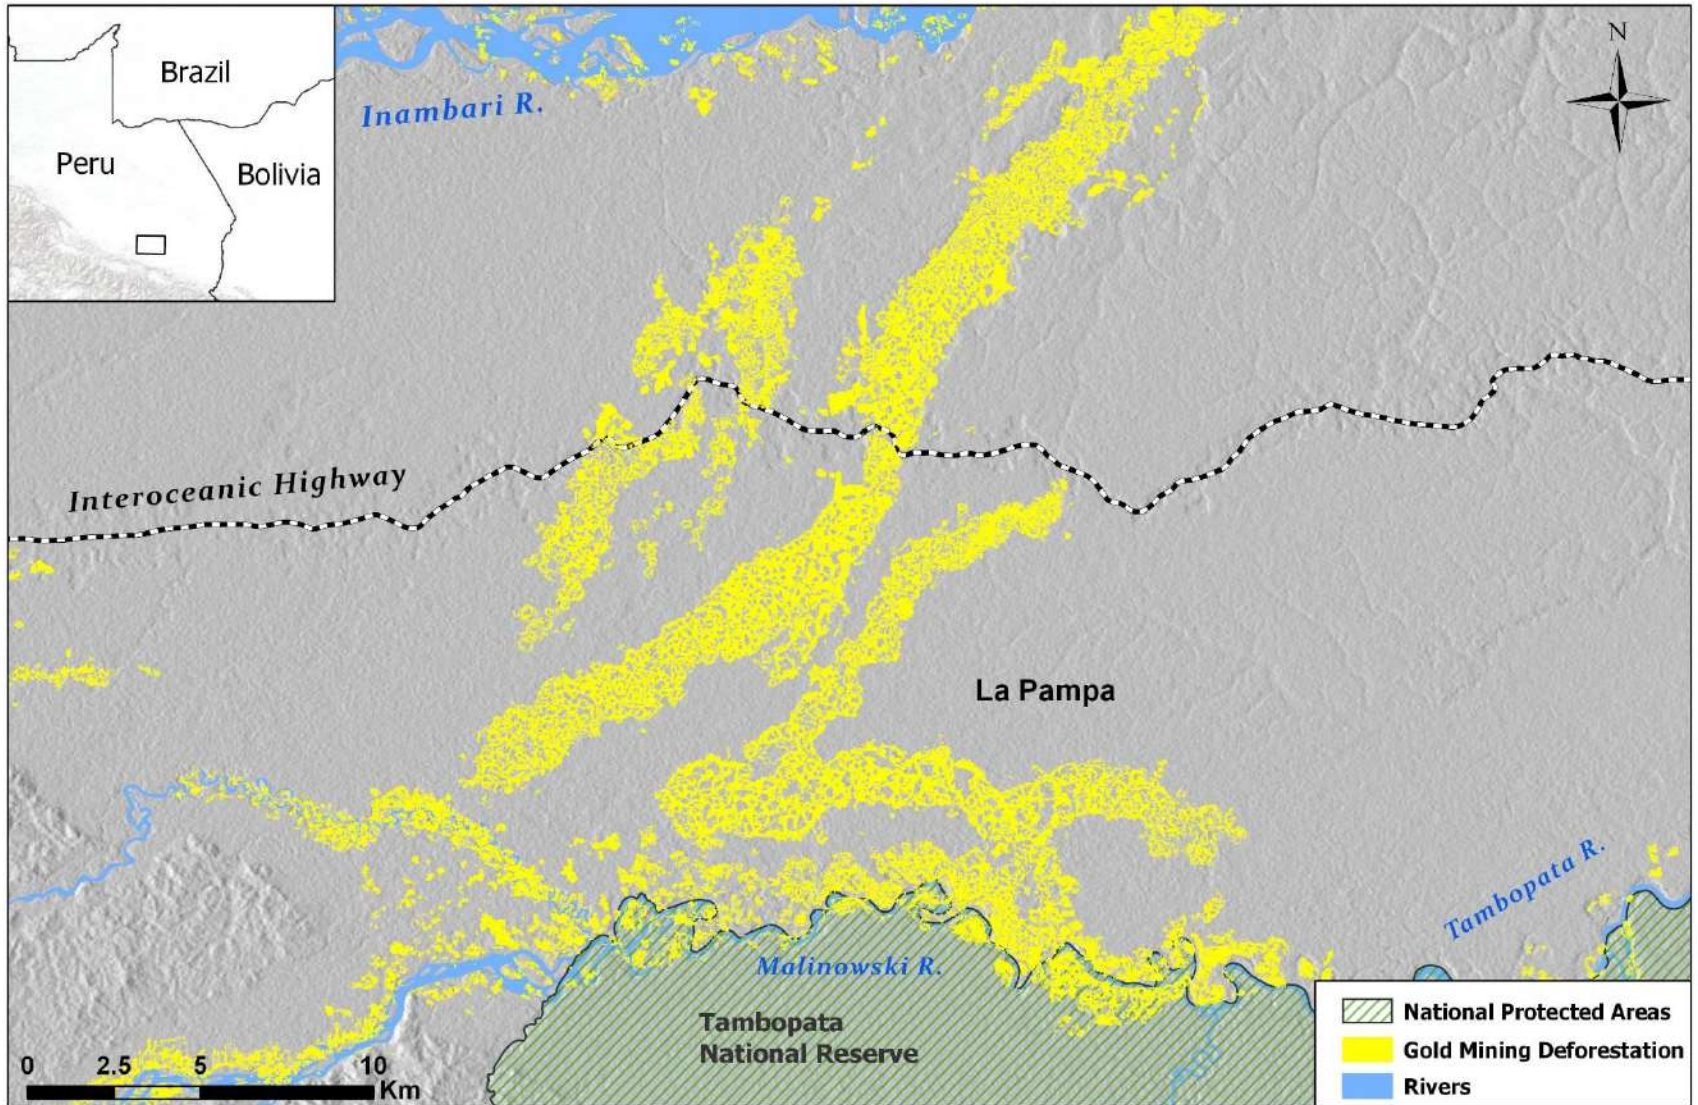 Brazil
Peru
Bolivia
Inambari R.
N
Interoceanic Highway
La Pampa
Tambopata R.
Malinowski R.
Tambopata
National Reserve
0 2.5 5 10
Km
National Protected Areas
Gold Mining Deforestation
Rivers